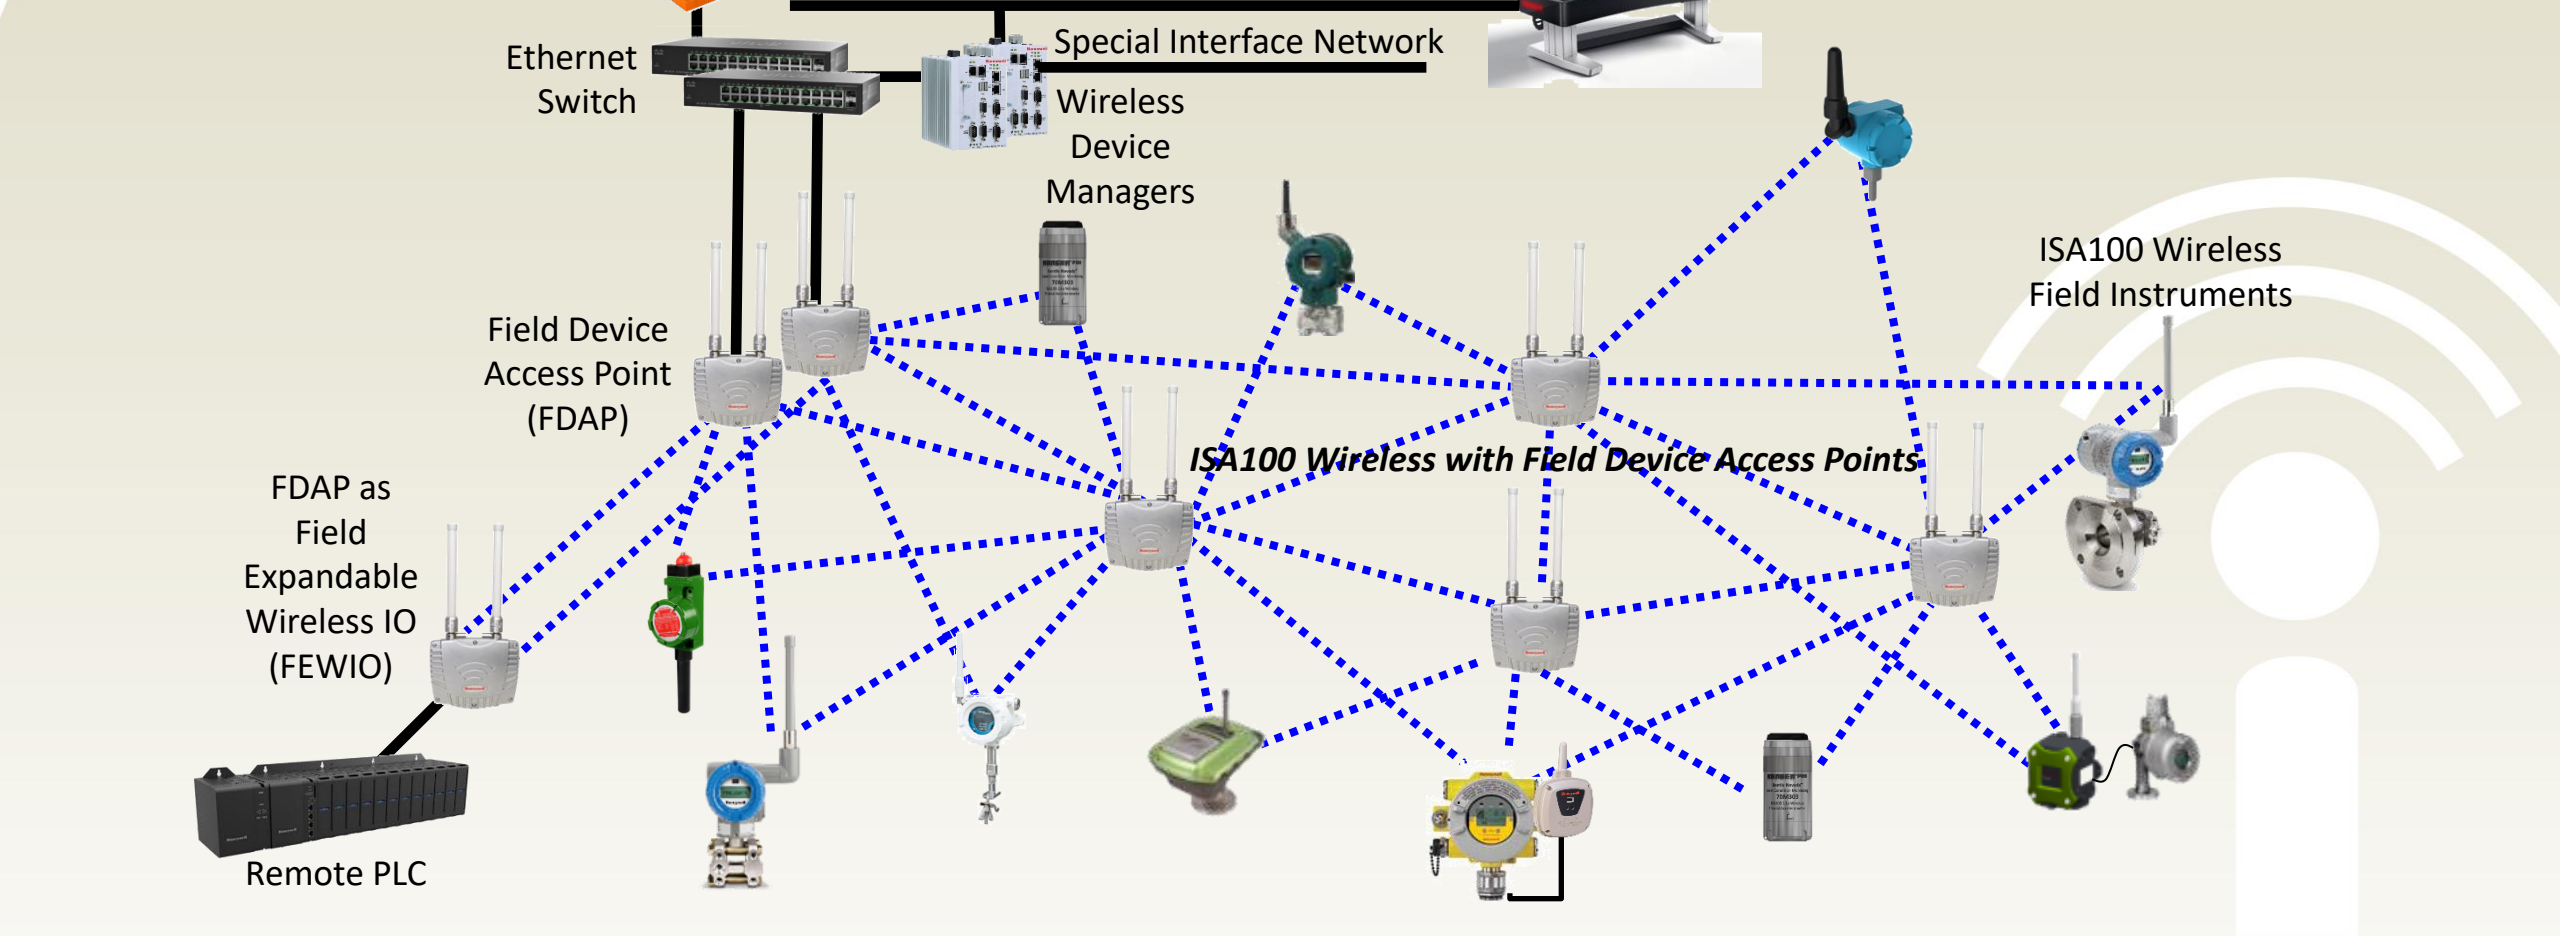 Ethernet
Switch
Special Interface Network
Wireless
Device
Managers
ISA100 Wireless
Field Instruments
Field Device
Access Point
(FDAP)
ISA100 Wireless with Field Device Access Points
FDAP as
Field
Expandable
Wireless IO
(FEWIO)
Remote PLC